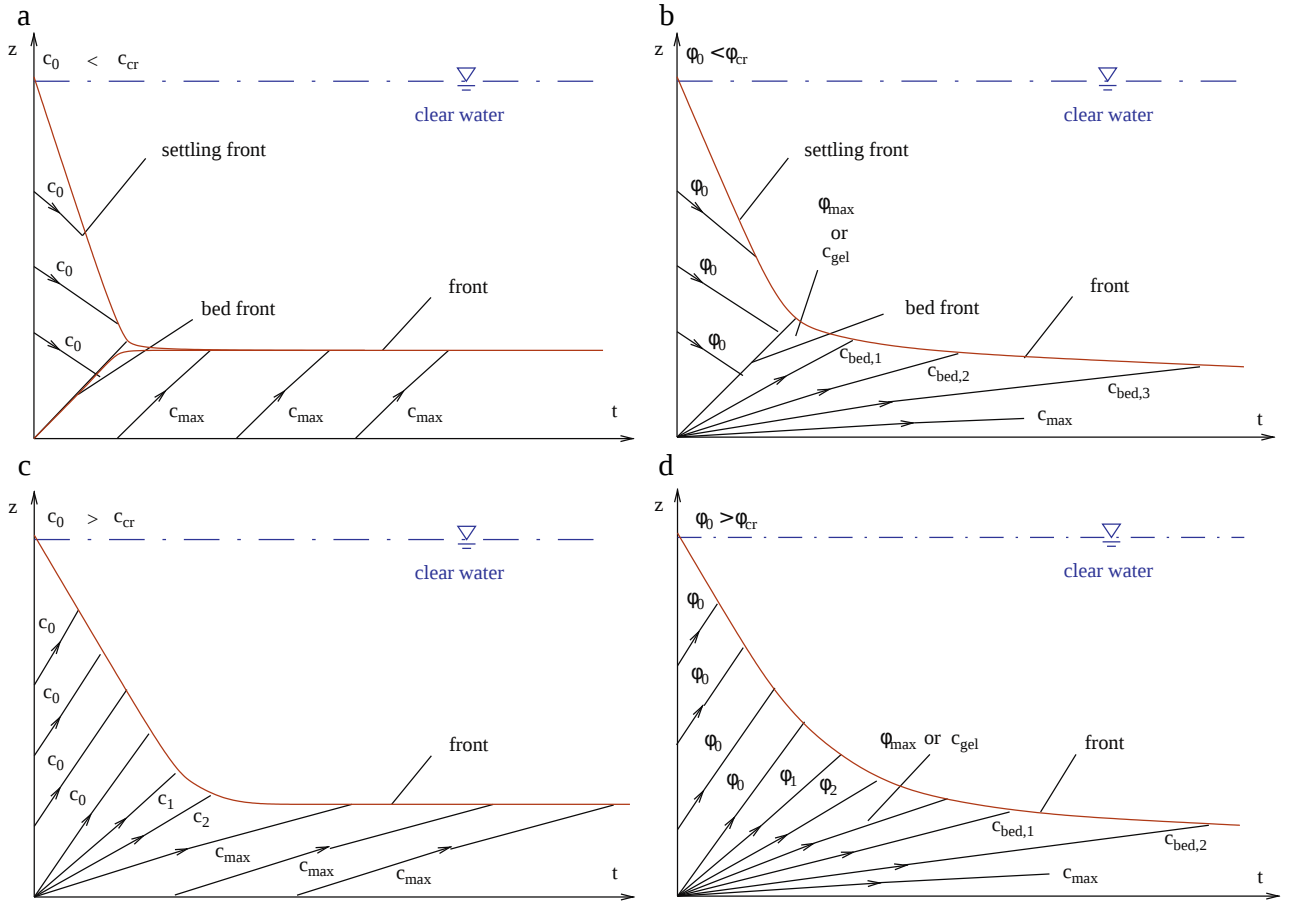 a
z
c0 < ccr
clear water
settling front
c0
c0
bed front
front
c0
cmax
cmax
cmax
t
b
z
φ0 < φcr
clear water
settling front
φ0
φmax
or
cgel
φ0
front
bed front
φ0
cbed,1
cbed,2
cbed,3
cmax
t
c
z
c0 > ccr
clear water
c0
c0
front
c0
c0
c1
c2
cmax
cmax
cmax
t
d
z
φ0 > φcr
clear water
φ0
φ0
φmax or cgel
front
φ0
φ0
φ1
φ2
cbed,1
cbed,2
cmax
t